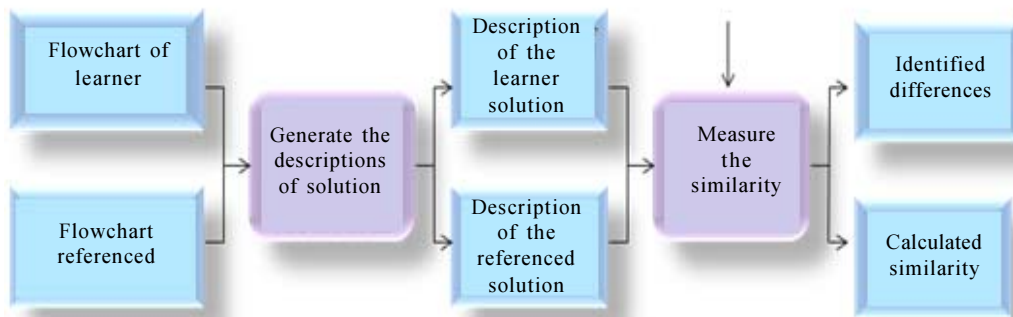 Flowchart of
learner
Flowchart
referenced
Generate the
descriptions
of solution
Description
of the
learner
solution
Description
of the
referenced
solution
Measure
the
similarity
Identified
differences
Calculated
similarity